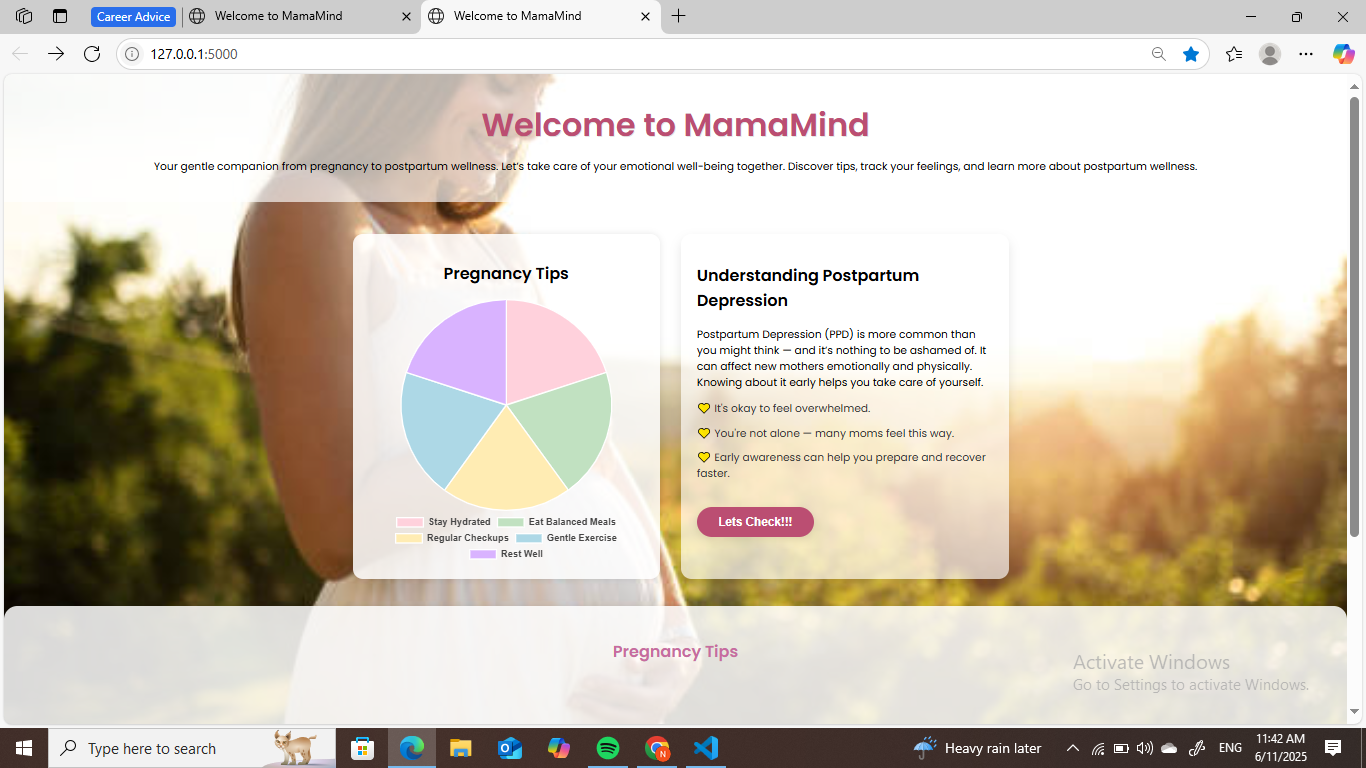 Career Advice
Welcome to MamaMind
Welcome to MamaMind
127.0.0.1:5000
Welcome to MamaMind
Your gentle companion from pregnancy to postpartum wellness. Let's take care of your emotional well-being together. Discover tips, track your feelings, and learn more about postpartum wellness.
Pregnancy Tips
Stay Hydrated
Eat Balanced Meals
Regular Checkups
Gentle Exercise
Rest Well
Understanding Postpartum
Depression
Postpartum Depression (PPD) is more common than
you might think — and it's nothing to be ashamed of. It
can affect new mothers emotionally and physically.
Knowing about it early helps you take care of yourself.
💛 It's okay to feel overwhelmed.
💛 You're not alone — many moms feel this way.
💛 Early awareness can help you prepare and recover
faster.
Lets Check!!!
Pregnancy Tips
Activate Windows
Go to Settings to activate Windows.
Type here to search
Heavy rain later
ENG
11:42 AM
6/11/2025